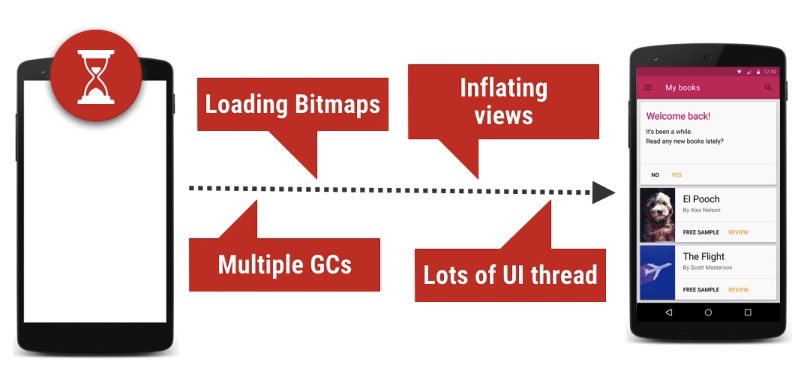 Loading Bitmaps
Inflating
views
Multiple GCs
Lots of UI thread
12:30
My books
Welcome back!
It's been a while.
Read any new books lately?
NO YES
El Pooch
By Alex Nelson
FREE SAMPLE REVIEW
The Flight
By Scott Masterson
FREE SAMPLE REVIEW